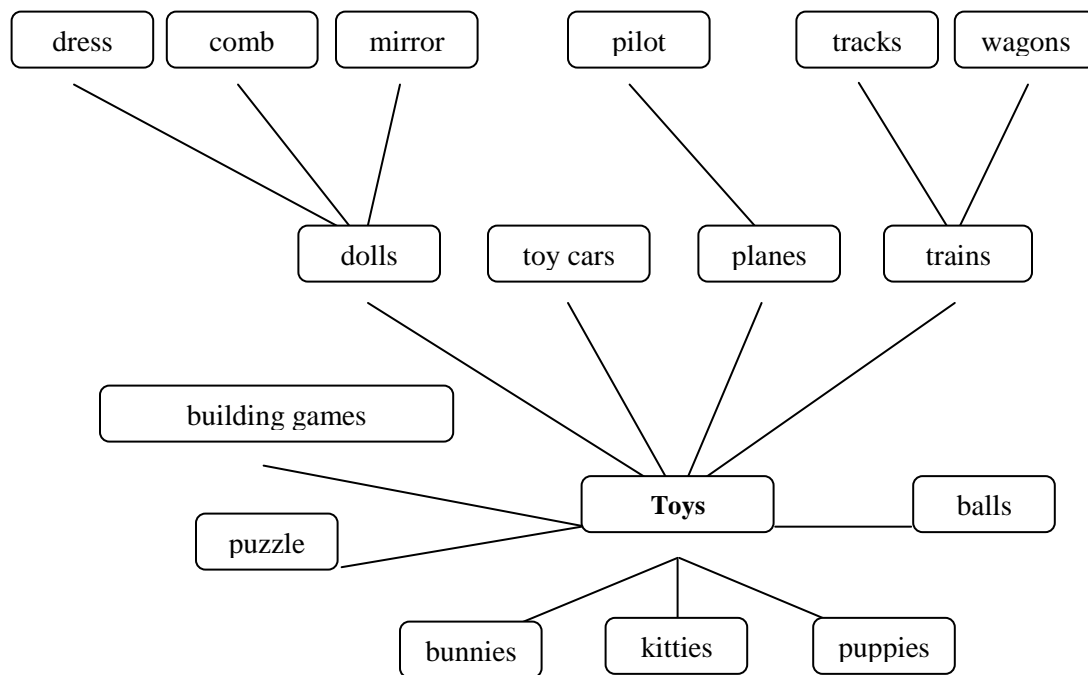 dress comb mirror pilot tracks wagons
dolls toy cars planes trains
building games
Toys balls
puzzle
bunnies kitties puppies